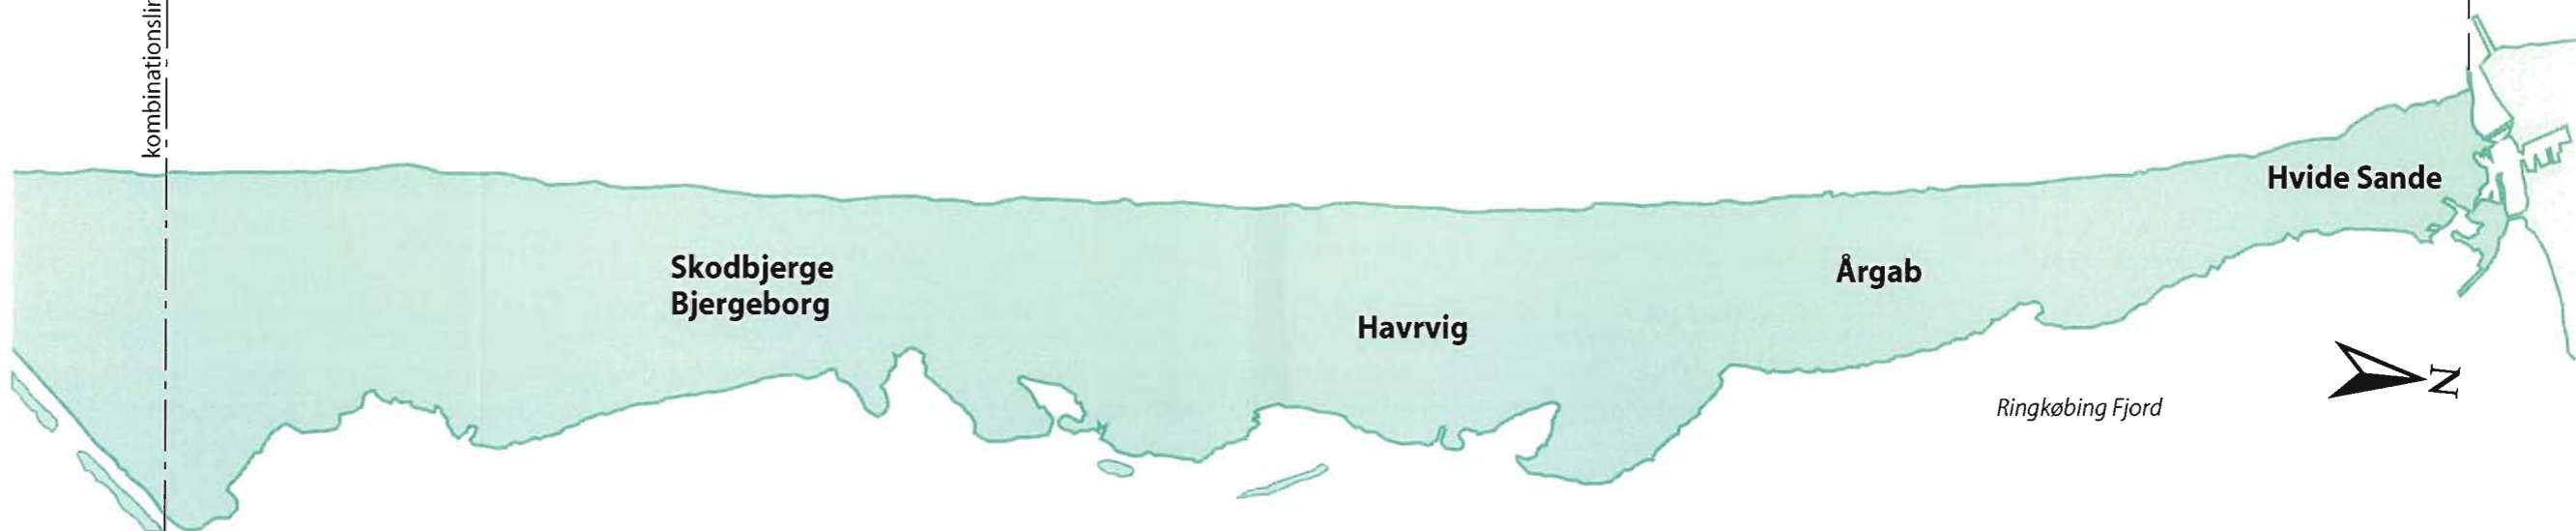 Hvide Sande
Skodbjerge
Bjergeborg
Årgab
Havrvig
N
Ringkøbing Fjord